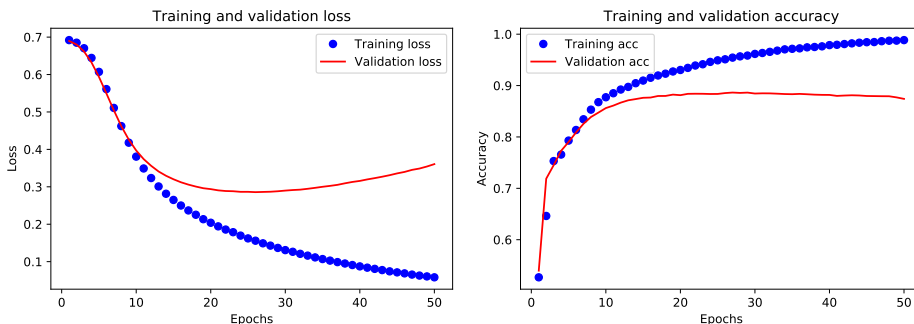 Training and validation loss
0.7
0.6
0.5
0.4
0.3
0.2
0.1
Loss
Training loss
Validation loss
0 10 20 30 40 50
Epochs
Training and validation accuracy
1.0
0.9
0.8
0.7
0.6
Accuracy
Training acc
Validation acc
0 10 20 30 40 50
Epochs